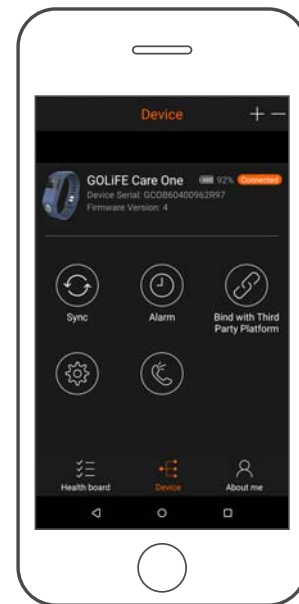 Device
GOLiFE Care One 92% Connected
Device Serial: GCOB60400962R97
Firmware Version: 4
Sync
Alarm
Bind with Third
Party Platform
Health board
Device
About me